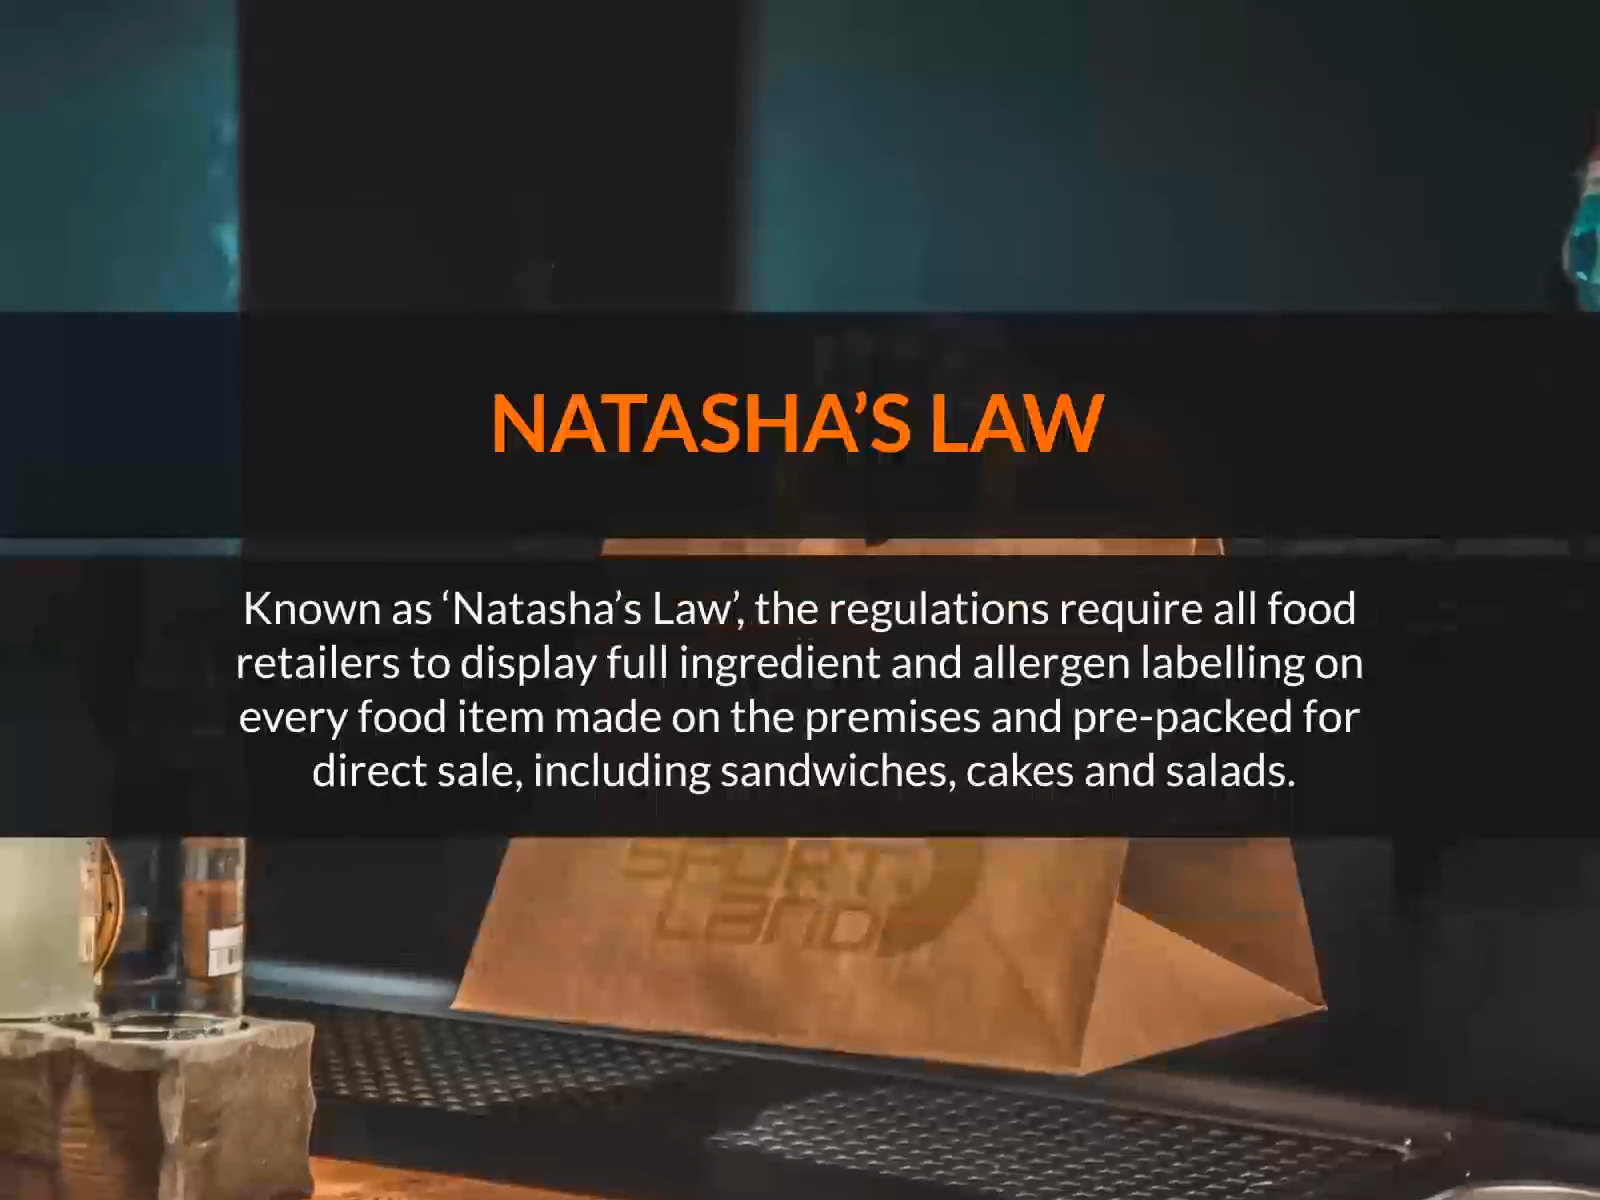 NATASHA’S LAW
Known as ‘Natasha’s Law’, the regulations require all food
retailers to display full ingredient and allergen labelling on
every food item made on the premises and pre-packed for
direct sale, including sandwiches, cakes and salads.
SPORT
LanD